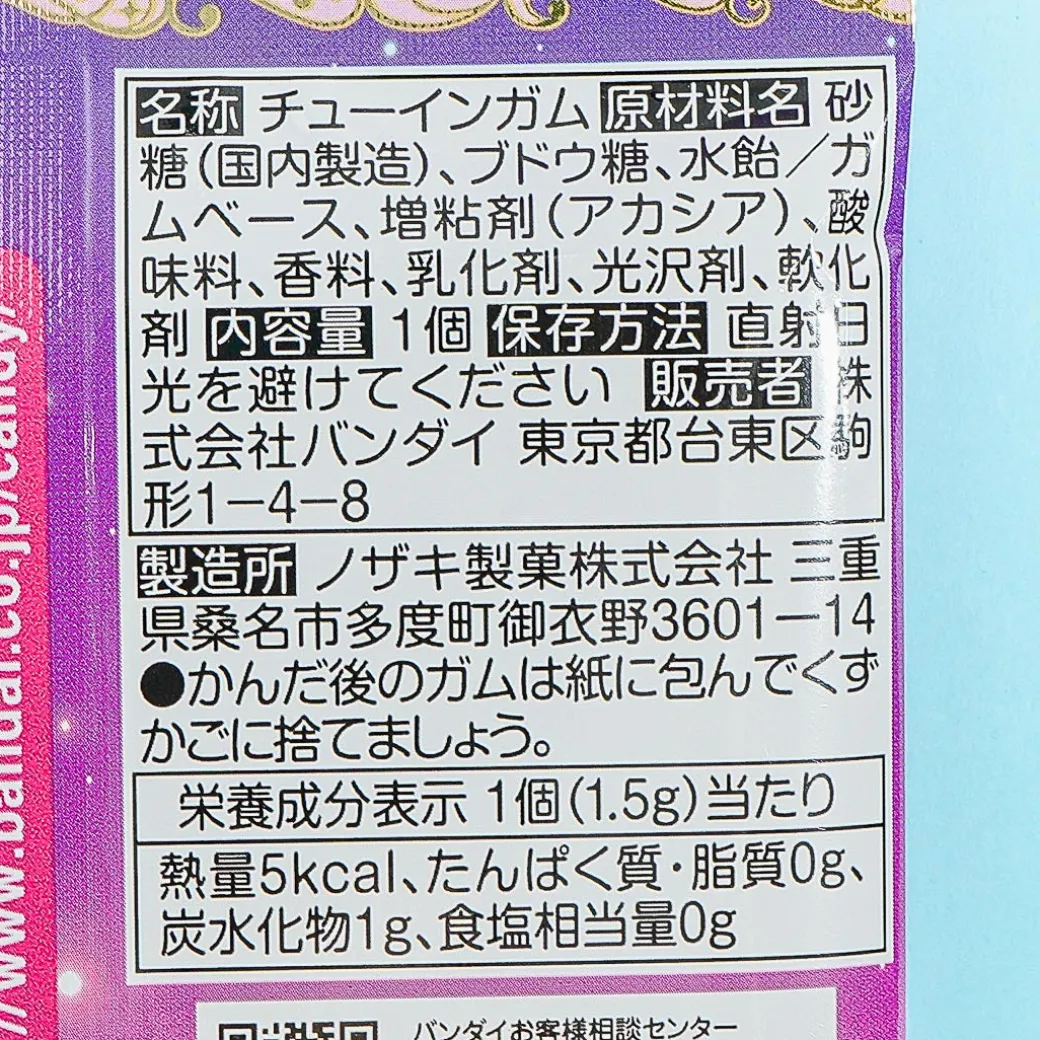 名称 チューインガム 原材料名 砂
糖(国内製造)、ブドウ糖、水飴/ガ
ムベース、増粘剤(アカシア)、酸
味料、香料、乳化剤、光沢剤、軟化
剤 内容量 1個 保存方法 直射日
光を避けてください 販売者 株
式会社バンダイ 東京都台東区駒
形1-4-8
製造所 ノザキ製菓株式会社 三重
県桑名市多度町御衣野3601-14
●かんだ後のガムは紙に包んでくず
かごに捨てましょう。
栄養成分表示 1個(1.5g)当たり
熱量5kcal、たんぱく質・脂質0g、
炭水化物1g、食塩相当量0g
バンダイお客様相談センター
//www.bandai.co.jp/candy/